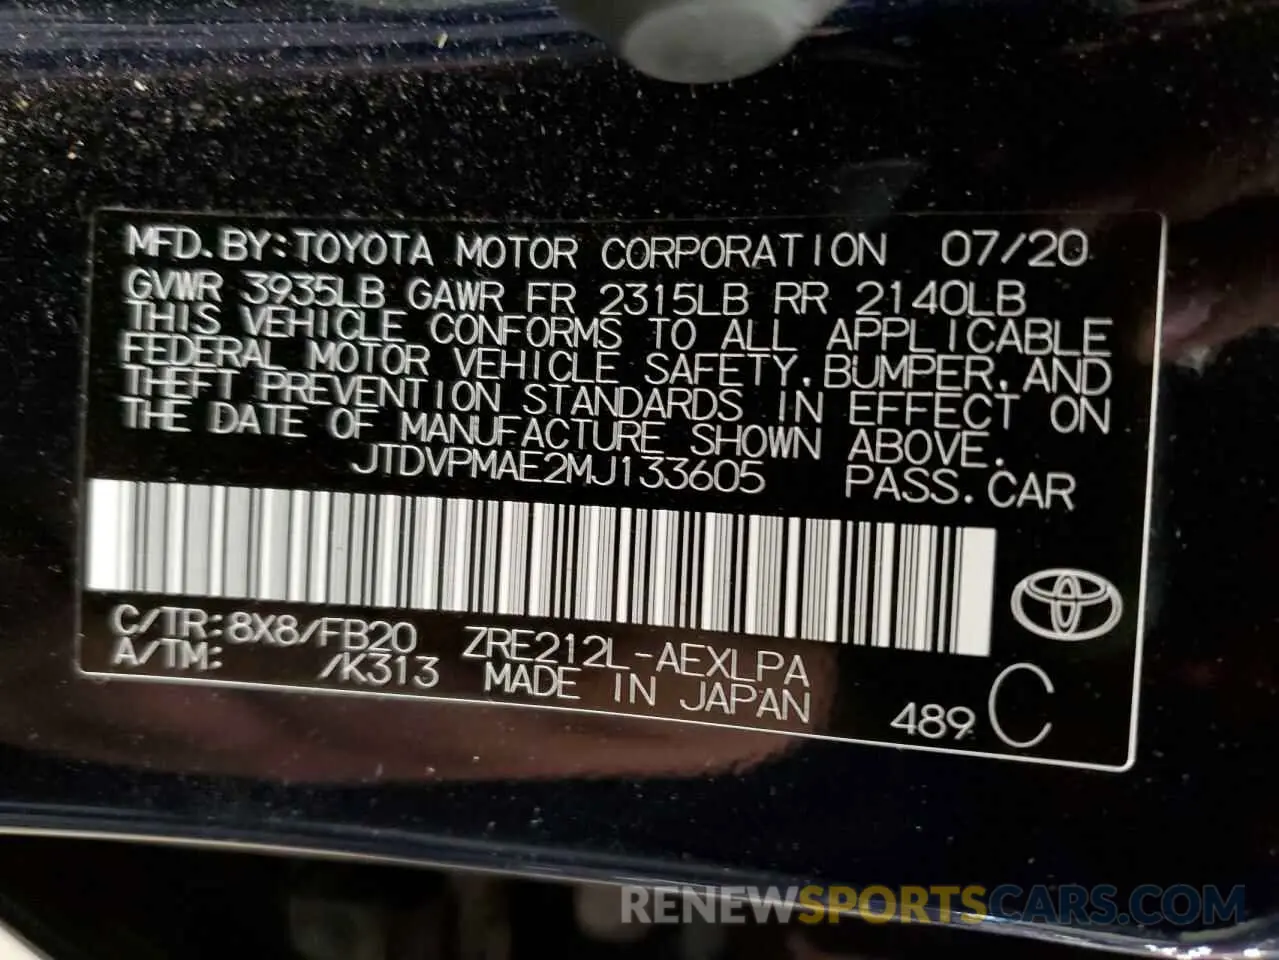 MFD.BY:TOYOTA MOTOR CORPORATION 07/20
GVWR 3935LB GAWR FR 2315LB RR 2140LB
THIS VEHICLE CONFORMS TO ALL APPLICABLE
FEDERAL MOTOR VEHICLE SAFETY,BUMPER,AND
THEFT PREVENTION STANDARDS IN EFFECT ON
THE DATE OF MANUFACTURE SHOWN ABOVE.
JTDVPMAE2MJ133605 PASS.CAR
C/TR:8X8/FB20 ZRE212L-AEXLPA
A/TM: /K313 MADE IN JAPAN 489 C
RENEWSPORTSCARS.COM